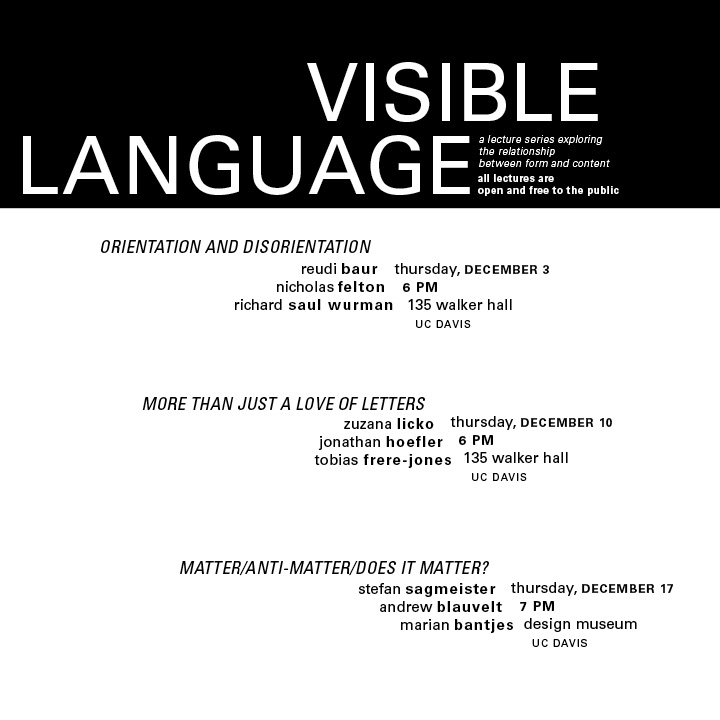 VISIBLE
LANGUAGE
a lecture series exploring
the relationship
between form and content
all lectures are
open and free to the public
ORIENTATION AND DISORIENTATION
reudi baur thursday, DECEMBER 3
nicholas felton 6 PM
richard saul wurman 135 walker hall
UC DAVIS
MORE THAN JUST A LOVE OF LETTERS
zuzana licko thursday, DECEMBER 10
jonathan hoefler 6 PM
tobias frere-jones 135 walker hall
UC DAVIS
MATTER/ANTI-MATTER/DOES IT MATTER?
stefan sagmeister thursday, DECEMBER 17
andrew blauvelt 7 PM
marian bantjes design museum
UC DAVIS